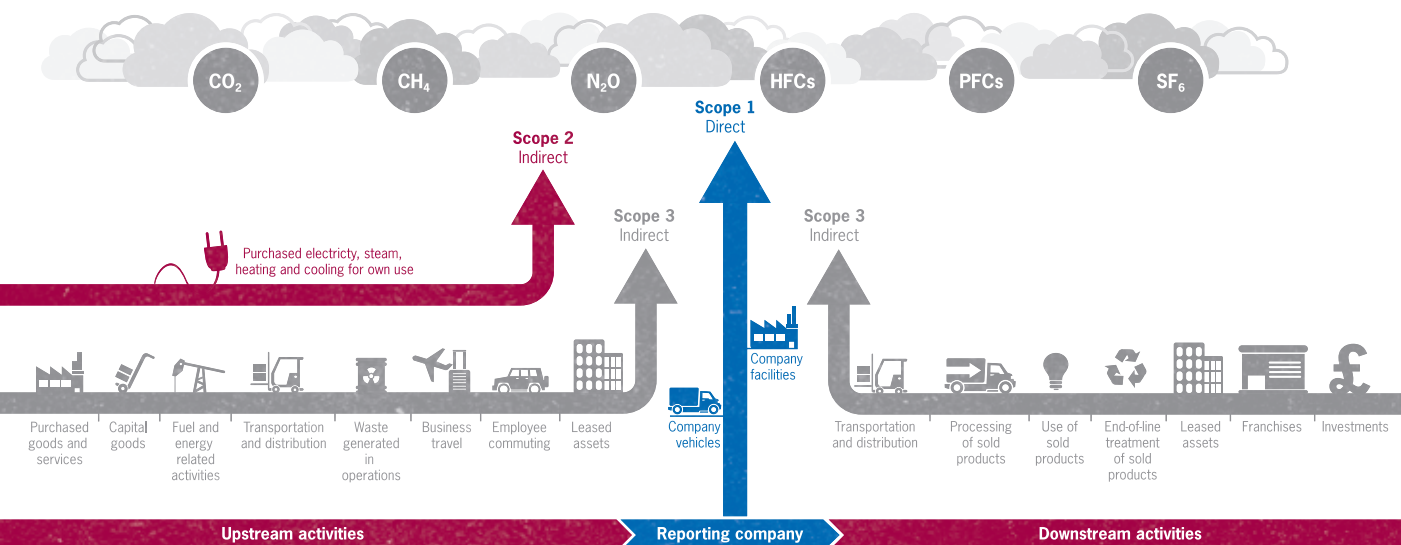 CO2
CH4
N2O
HFCs
PFCs
SF6
Scope 1
Direct
Scope 2
Indirect
Scope 3
Indirect
Scope 3
Indirect
Purchased electricty, steam,
heating and cooling for own use
Company
facilities
Company
vehicles
Purchased
goods and
services
Capital
goods
Fuel and
energy
related
activities
Transportation
and distribution
Waste
generated
in
operations
Business
travel
Employee
commuting
Leased
assets
Transportation
and distribution
Processing
of sold
products
Use of
sold
products
End-of-line
treatment
of sold
products
Leased
assets
Franchises
Investments
Upstream activities
Reporting company
Downstream activities